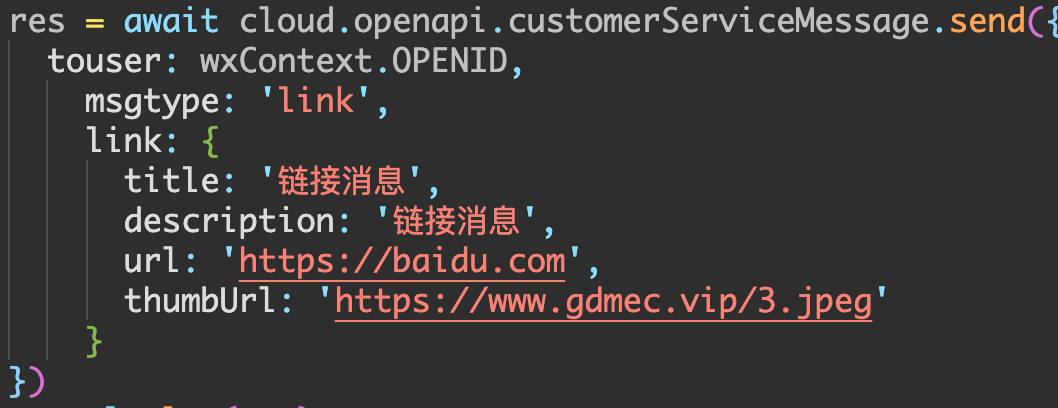 res = await cloud.openapi.customerServiceMessage.send({
touser: wxContext.OPENID,
msgtype: 'link',
link: {
title: '链接消息',
description: '链接消息',
url: 'https://baidu.com',
thumbUrl: 'https://www.gdmec.vip/3.jpeg'
}
})